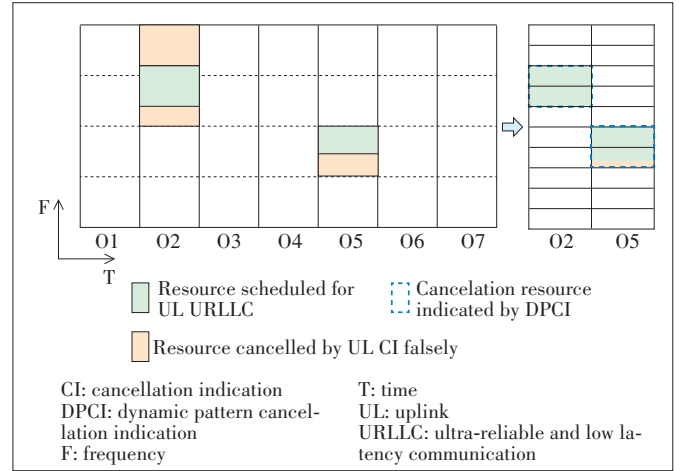 F
T
O1 O2 O3 O4 O5 O6 O7 O2 O5
Resource scheduled for
UL URLLC
Cancelation resource
indicated by DPCI
Resource cancelled by UL CI falsely
CI: cancellation indication
DPCI: dynamic pattern cancel-
lation indication
F: frequency
T: time
UL: uplink
URLLC: ultra-reliable and low la-
tency communication